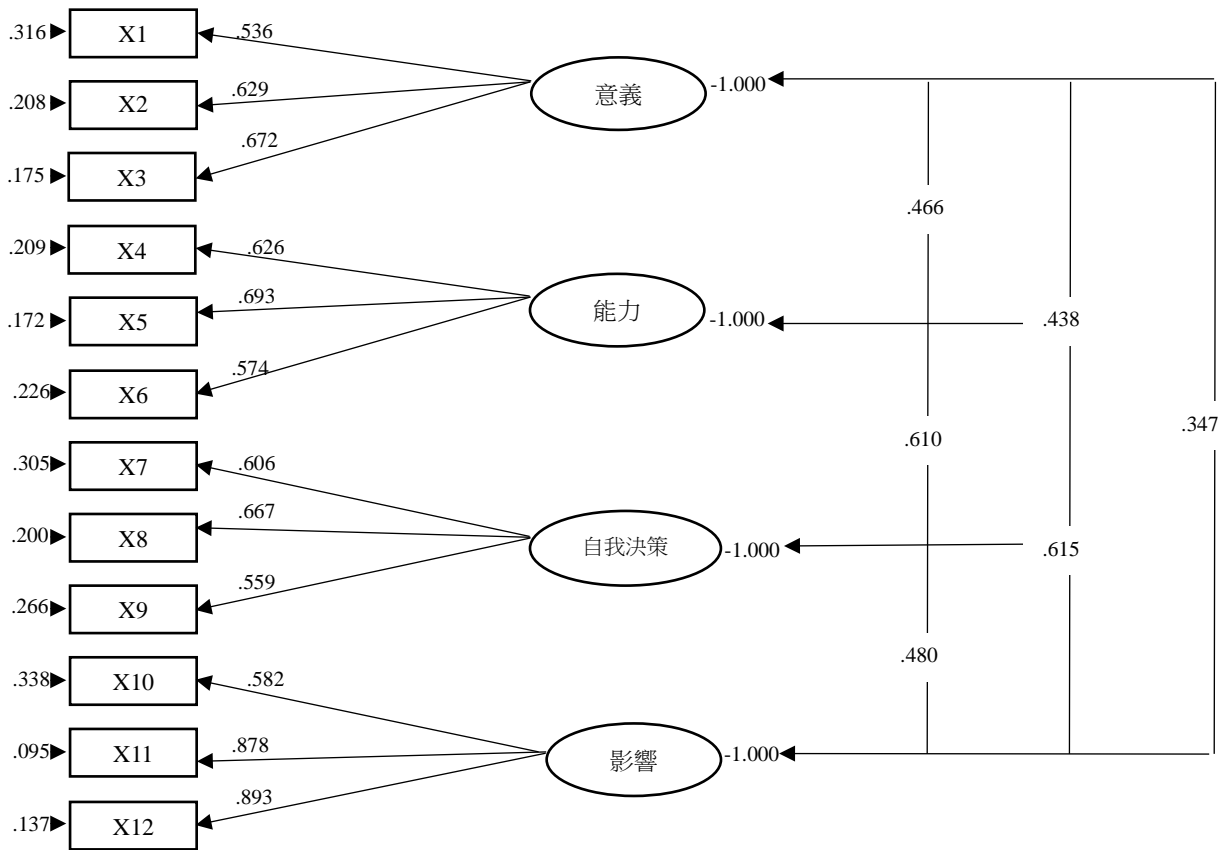 .316 X1 .536
意義 -1.000
.208 X2 .629
.672
.175 X3
.466
.209 X4 .626
.693 能力 -1.000 .438
.172 X5
.574
.226 X6
.610 .347
.305 X7 .606
.667
.200 X8 自我決策 -1.000 .615
.559
.266 X9
.480
.338 X10 .582
.878
.095 X11 影響 -1.000
.893
.137 X12